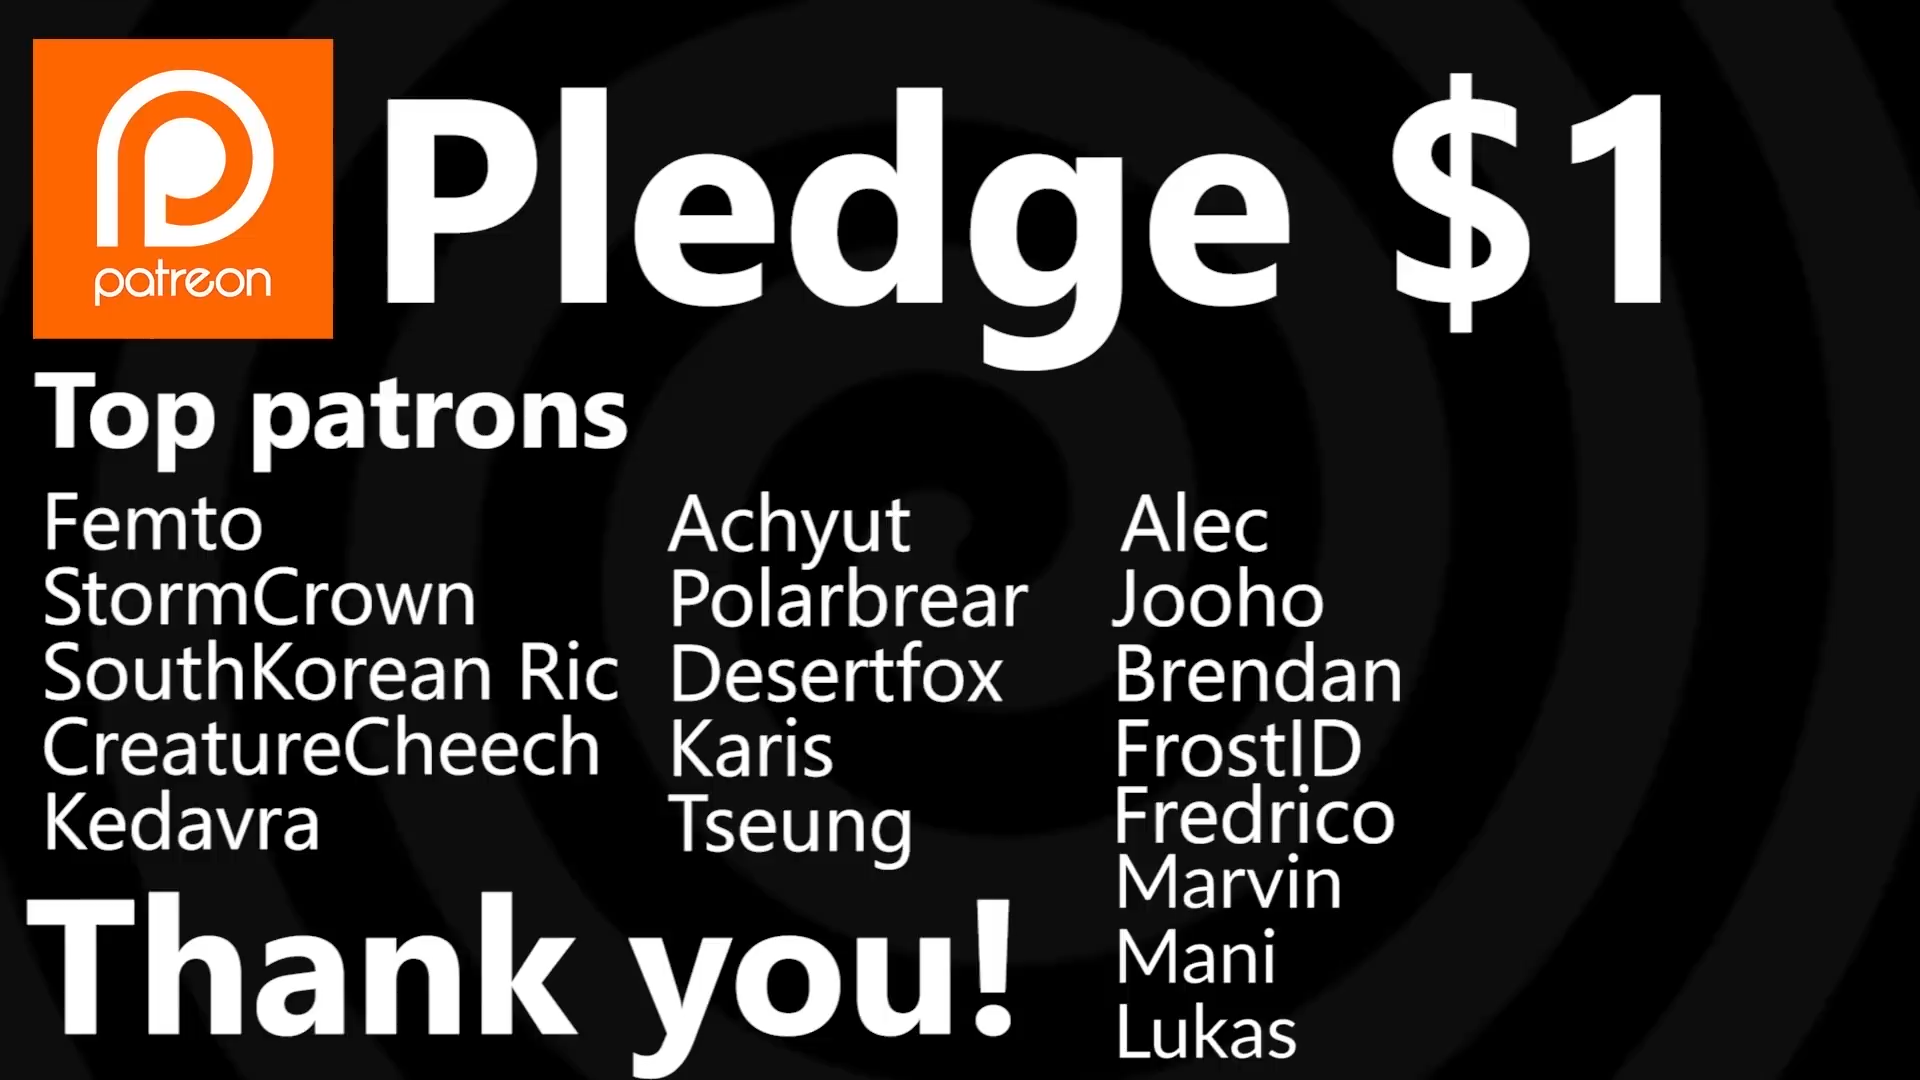 patreon
Pledge $1
Top patrons
Femto
StormCrown
SouthKorean Ric
CreatureCheech
Kedavra
Achyut
Polarbrear
Desertfox
Karis
Tseung
Alec
Jooho
Brendan
FrostID
Fredrico
Marvin
Mani
Lukas
Thank you!